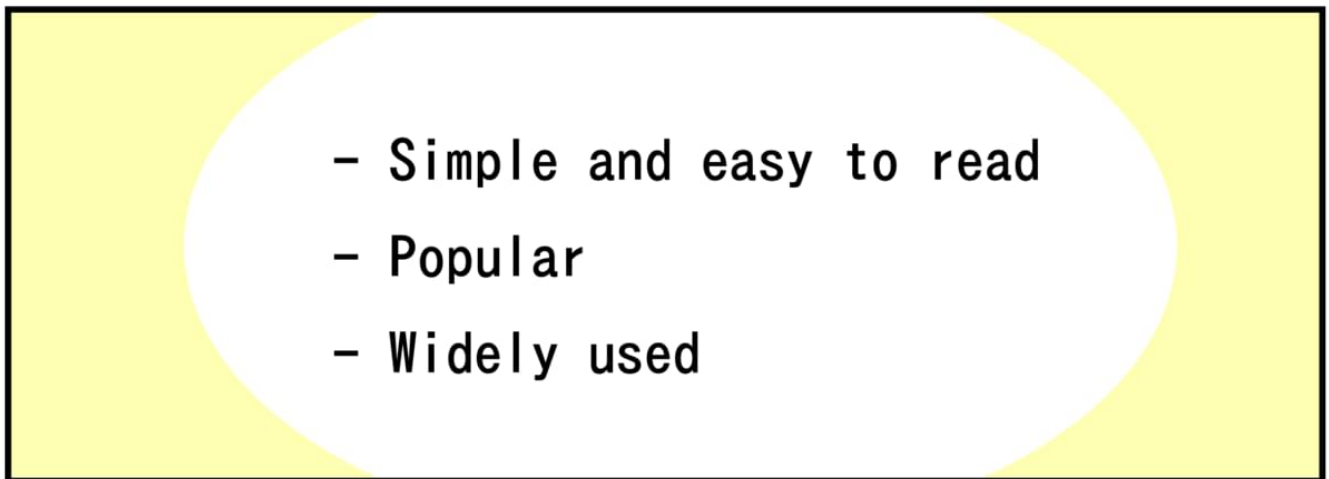 - Simple and easy to read
- Popular
- Widely used